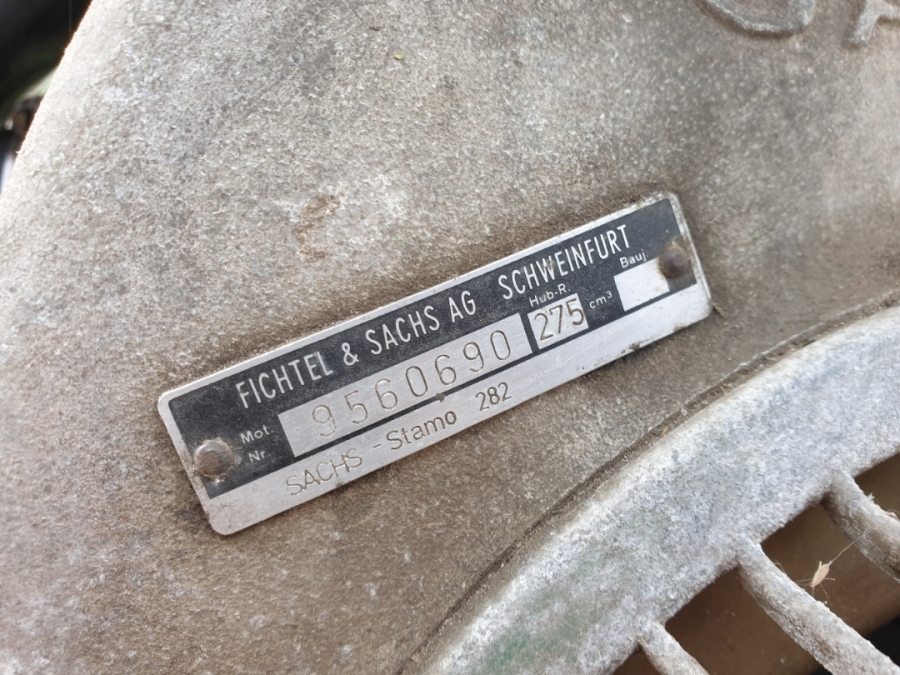 FICHTEL & SACHS AG SCHWEINFURT
Mot. Nr. 9560690 Hub-R. 275 cm³ Bauj.
SACHS - Stamo 282